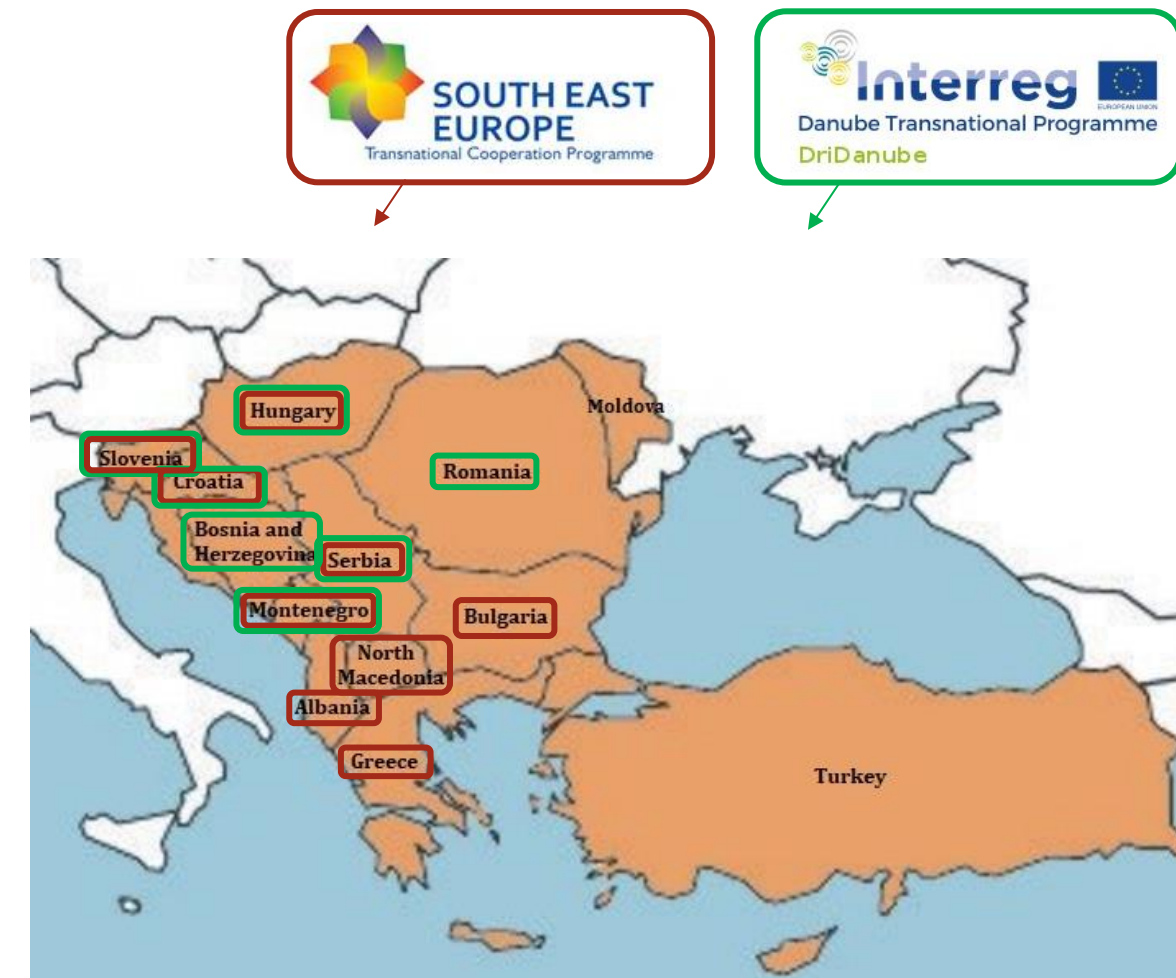 SOUTH EAST
EUROPE
Transnational Cooperation Programme
Interreg
EUROPEAN UNION
Danube Transnational Programme
DriDanube
Hungary
Moldova
Slovenia
Croatia
Romania
Bosnia and
Herzegovina
Serbia
Montenegro
Bulgaria
North
Macedonia
Albania
Greece
Turkey